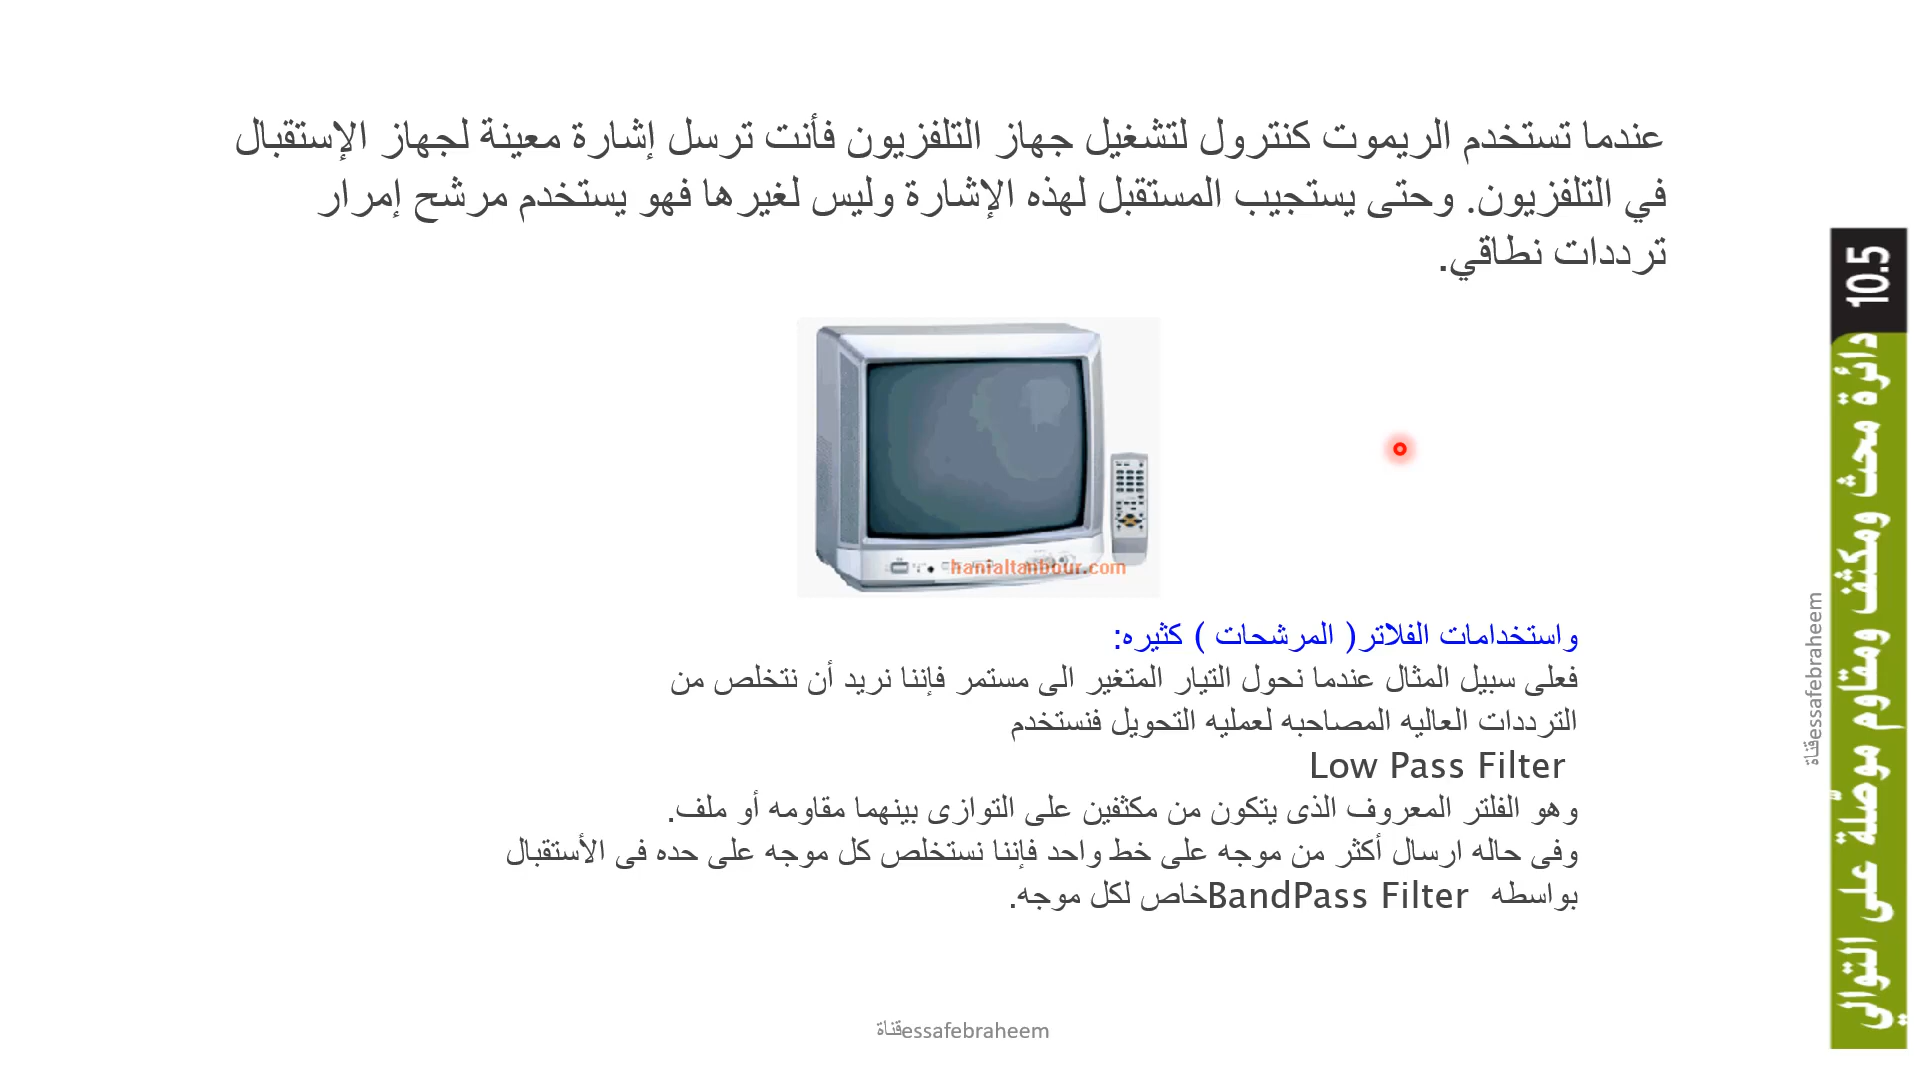 عندما تستخدم الريموت كنترول لتشغيل جهاز التلفزيون فأنت ترسل إشارة معينة لجهاز الإستقبال
في التلفزيون. وحتى يستجيب المستقبل لهذه الإشارة وليس لغيرها فهو يستخدم مرشح إمرار
ترددات نطاقي.
hanialtanbour.com
واستخدامات الفلاتر( المرشحات ) كثيره:
فعلى سبيل المثال عندما نحول التيار المتغير الى مستمر فإننا نريد أن نتخلص من
الترددات العاليه المصاحبه لعمليه التحويل فنستخدم
Low Pass Filter
وهو الفلتر المعروف الذى يتكون من مكثفين على التوازى بينهما مقاومه أو ملف.
وفى حاله ارسال أكثر من موجه على خط واحد فإننا نستخلص كل موجه على حده فى الأستقبال
بواسطه BandPass Filterخاص لكل موجه.
قناةessafebraheem
10.5 دائرة محث ومكثف ومقاوم موصلة على التوالي
قناةessafebraheem